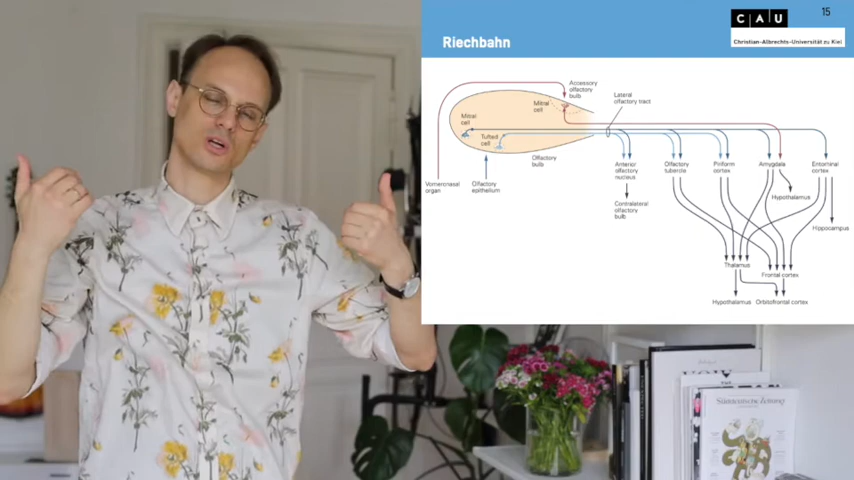 15
CAU
Riechbahn
Christian-Albrechts-Universität zu Kiel
Accessory
olfactory
bulb
Lateral
olfactory tract
Mitral
cell
Mitral
cell
Tufted
cell
Olfactory
bulb
Vomeronasal
organ
Olfactory
epithelium
Anterior
olfactory
nucleus
Olfactory
tubercle
Piriform
cortex
Amygdala
Entorhinal
cortex
Hypothalamus
Contralateral
olfactory
bulb
Hippocampus
Thalamus
Frontal cortex
Hypothalamus
Orbitofrontal cortex
Süddeutsche Zeitung